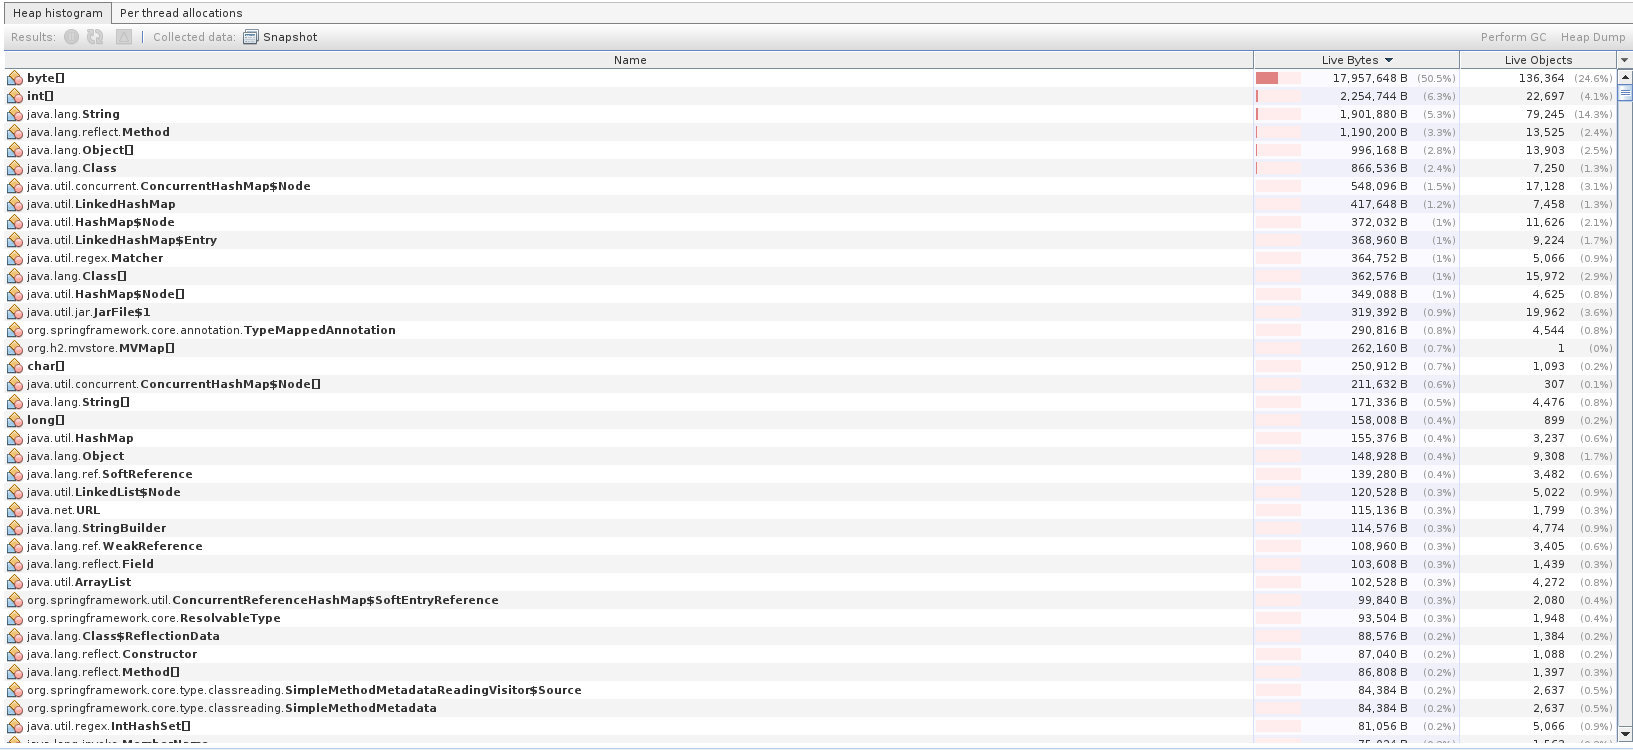 Heap histogram Per thread allocations
Results: Collected data: Snapshot Perform GC Heap Dump
Name Live Bytes Live Objects
byte[] 17,957,648 B (50.5%) 136,364 (24.6%)
int[] 2,254,744 B (6.3%) 22,697 (4.1%)
java.lang.String 1,901,880 B (5.3%) 79,245 (14.3%)
java.lang.reflect.Method 1,190,200 B (3.3%) 13,525 (2.4%)
java.lang.Object[] 996,168 B (2.8%) 13,903 (2.5%)
java.lang.Class 866,536 B (2.4%) 7,250 (1.3%)
java.util.concurrent.ConcurrentHashMap$Node 548,096 B (1.5%) 17,128 (3.1%)
java.util.LinkedHashMap 417,648 B (1.2%) 7,458 (1.3%)
java.util.HashMap$Node 372,032 B (1%) 11,626 (2.1%)
java.util.LinkedHashMap$Entry 368,960 B (1%) 9,224 (1.7%)
java.util.regex.Matcher 364,752 B (1%) 5,066 (0.9%)
java.lang.Class[] 362,576 B (1%) 15,972 (2.9%)
java.util.HashMap$Node[] 349,088 B (1%) 4,625 (0.8%)
java.util.jar.JarFile$1 319,392 B (0.9%) 19,962 (3.6%)
org.springframework.core.annotation.TypeMappedAnnotation 290,816 B (0.8%) 4,544 (0.8%)
org.h2.mvstore.MVMap[] 262,160 B (0.7%) 1 (0%)
char[] 250,912 B (0.7%) 1,093 (0.2%)
java.util.concurrent.ConcurrentHashMap$Node[] 211,632 B (0.6%) 307 (0.1%)
java.lang.String[] 171,336 B (0.5%) 4,476 (0.8%)
long[] 158,008 B (0.4%) 899 (0.2%)
java.util.HashMap 155,376 B (0.4%) 3,237 (0.6%)
java.lang.Object 148,928 B (0.4%) 9,308 (1.7%)
java.lang.ref.SoftReference 139,280 B (0.4%) 3,482 (0.6%)
java.util.LinkedList$Node 120,528 B (0.3%) 5,022 (0.9%)
java.net.URL 115,136 B (0.3%) 1,799 (0.3%)
java.lang.StringBuilder 114,576 B (0.3%) 4,774 (0.9%)
java.lang.ref.WeakReference 108,960 B (0.3%) 3,405 (0.6%)
java.lang.reflect.Field 103,608 B (0.3%) 1,439 (0.3%)
java.util.ArrayList 102,528 B (0.3%) 4,272 (0.8%)
org.springframework.util.ConcurrentReferenceHashMap$SoftEntryReference 99,840 B (0.3%) 2,080 (0.4%)
org.springframework.core.ResolvableType 93,504 B (0.3%) 1,948 (0.4%)
java.lang.Class$ReflectionData 88,576 B (0.2%) 1,384 (0.2%)
java.lang.reflect.Constructor 87,040 B (0.2%) 1,088 (0.2%)
java.lang.reflect.Method[] 86,808 B (0.2%) 1,397 (0.3%)
org.springframework.core.type.classreading.SimpleMethodMetadataReadingVisitor$Source 84,384 B (0.2%) 2,637 (0.5%)
org.springframework.core.type.classreading.SimpleMethodMetadata 84,384 B (0.2%) 2,637 (0.5%)
java.util.regex.IntHashSet[] 81,056 B (0.2%) 5,066 (0.9%)